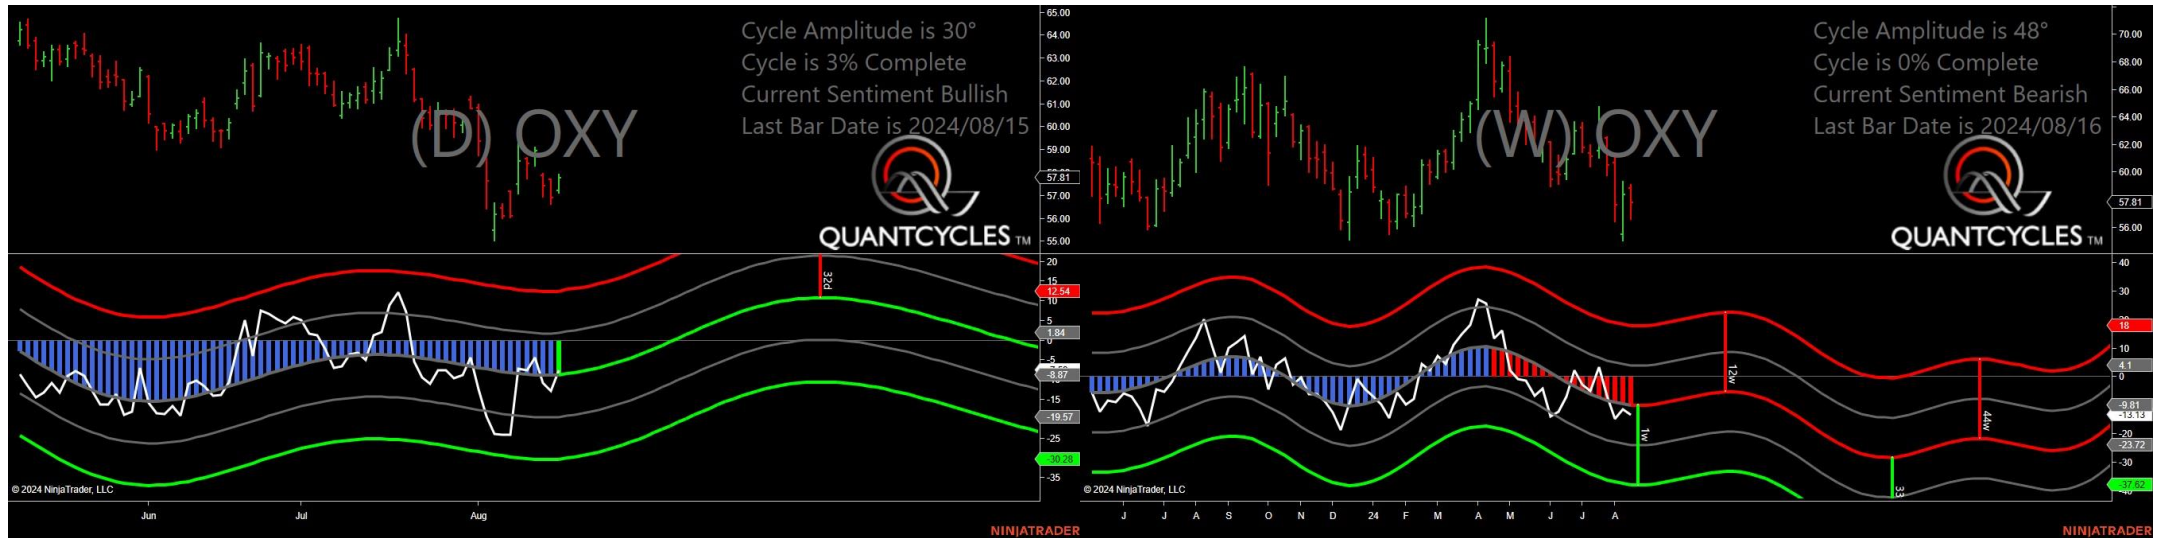 Cycle Amplitude is 30°
Cycle is 3% Complete
Current Sentiment Bullish
Last Bar Date is 2024/08/15
(D) OXY
QUANTCYCLES TM
65.00
64.00
63.00
62.00
61.00
60.00
59.00
57.81
57.00
56.00
55.00
32d
20
15
12.54
10
5
1.84
0
-5
-8.87
-15
-19.57
-25
-30.28
-35
© 2024 NinjaTrader, LLC
Jun Jul Aug
NINJATRADER
Cycle Amplitude is 48°
Cycle is 0% Complete
Current Sentiment Bearish
Last Bar Date is 2024/08/16
(W) OXY
QUANTCYCLES TM
70.00
68.00
66.00
64.00
62.00
60.00
57.81
56.00
12w
1w
44w
33
40
30
18
10
4.1
0
-9.81
-13.13
-20
-23.72
-30
-37.62
© 2024 NinjaTrader, LLC
J J A S O N D 24 F M A M J J A
NINJATRADER